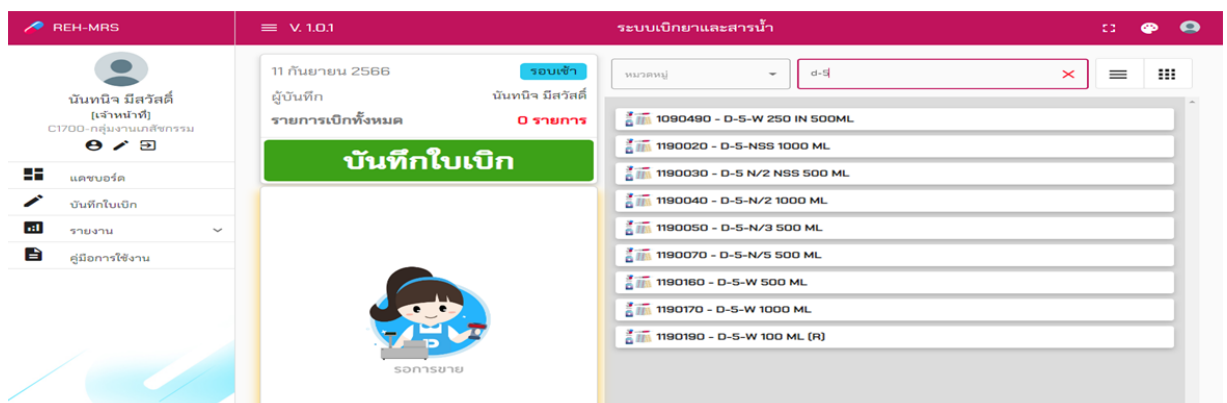 REH-MRS
V. 1.0.1
ระบบเบิกยาและสารน้ำ
นันทนิจ มีสวัสดิ์
[เจ้าหน้าที่]
C1700-กลุ่มงานเภสัชกรรม
แดชบอร์ด
บันทึกใบเบิก
รายงาน
คู่มือการใช้งาน
11 กันยายน 2566 รอบเช้า
ผู้บันทึก นันทนิจ มีสวัสดิ์
รายการเบิกทั้งหมด 0 รายการ
บันทึกใบเบิก
P
รอการขาย
หมวดหมู่ d-5
1090490 - D-5-W 250 IN 500ML
1190020 - D-5-NSS 1000 ML
1190030 - D-5 N/2 NSS 500 ML
1190040 - D-5-N/2 1000 ML
1190050 - D-5-N/3 500 ML
1190070 - D-5-N/5 500 ML
1190160 - D-5-W 500 ML
1190170 - D-5-W 1000 ML
1190190 - D-5-W 100 ML (R)